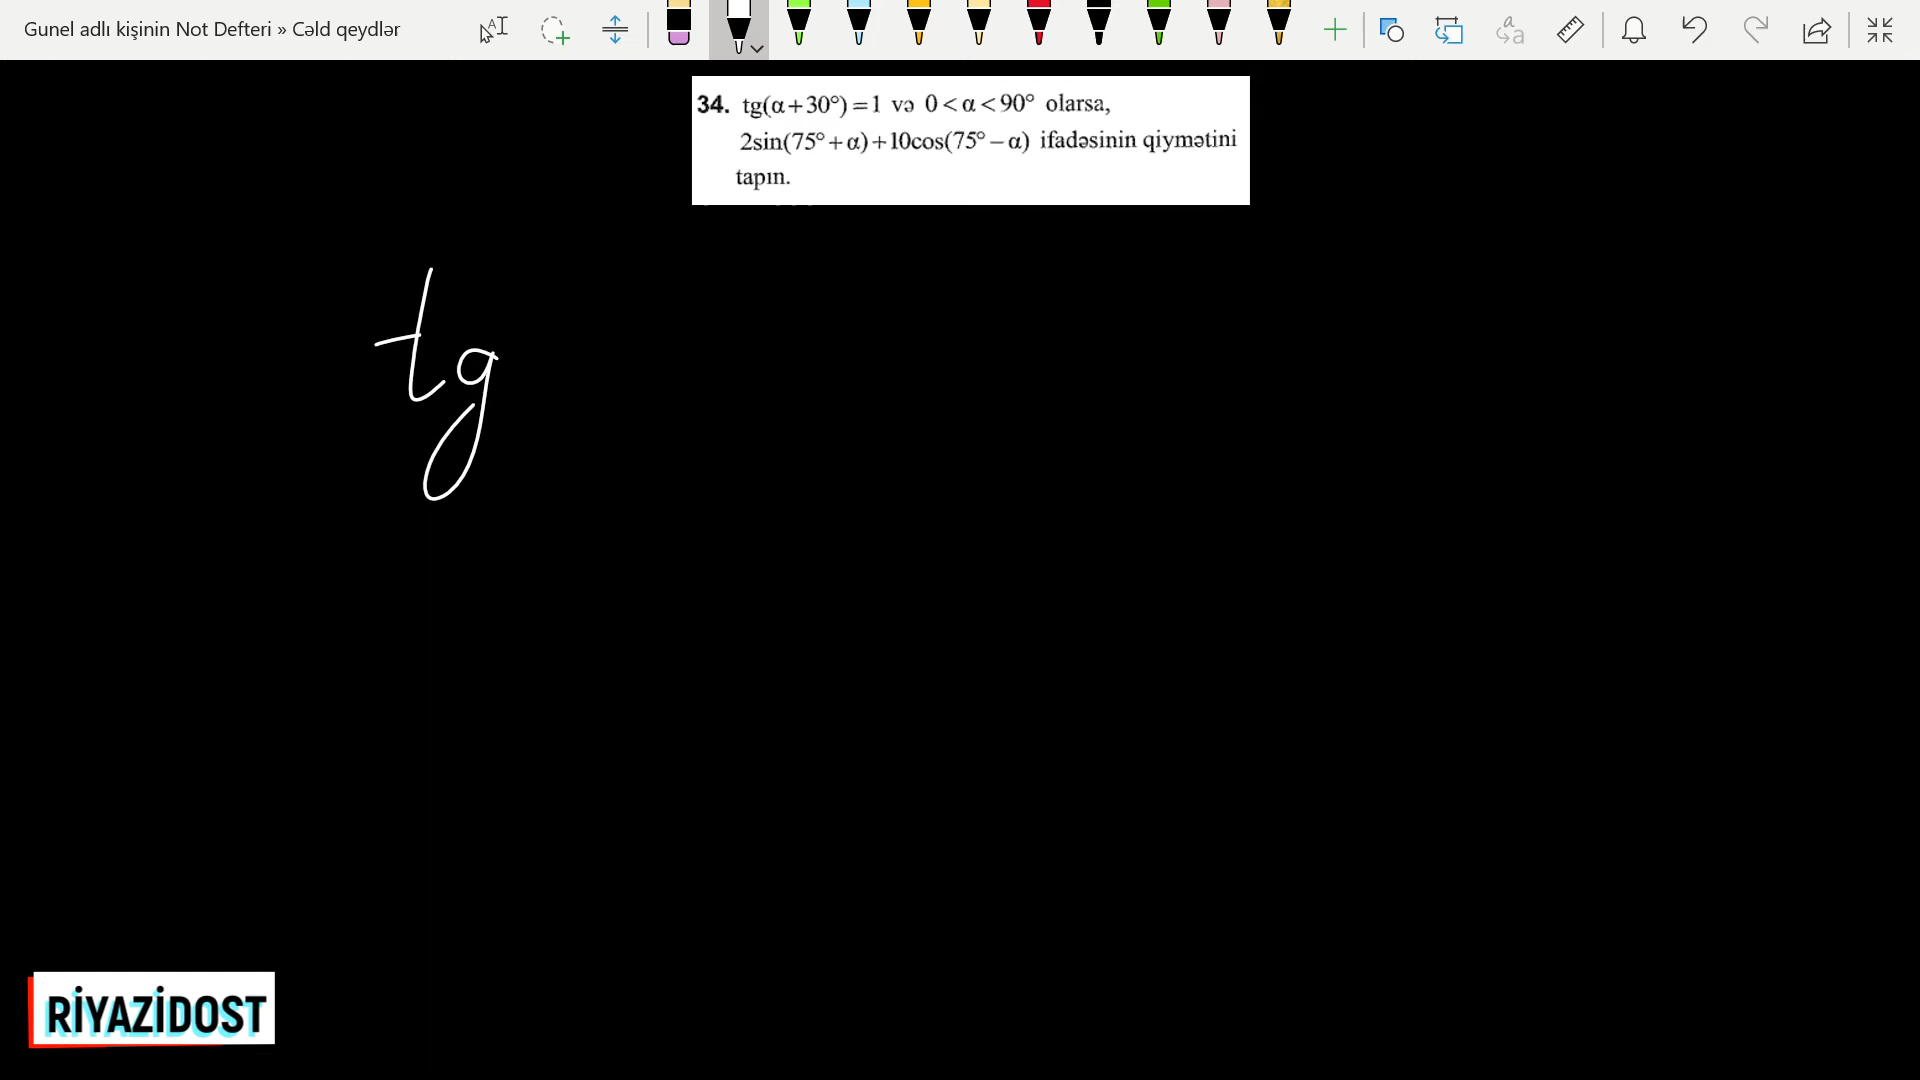 Gunel adlı kişinin Not Defteri » Cəld qeydlər
34. tg(α+30°)=1 və 0<α<90° olarsa,
2sin(75°+α)+10cos(75°−α) ifadəsinin qiymətini
tapın.
tg
RİYAZİDOST